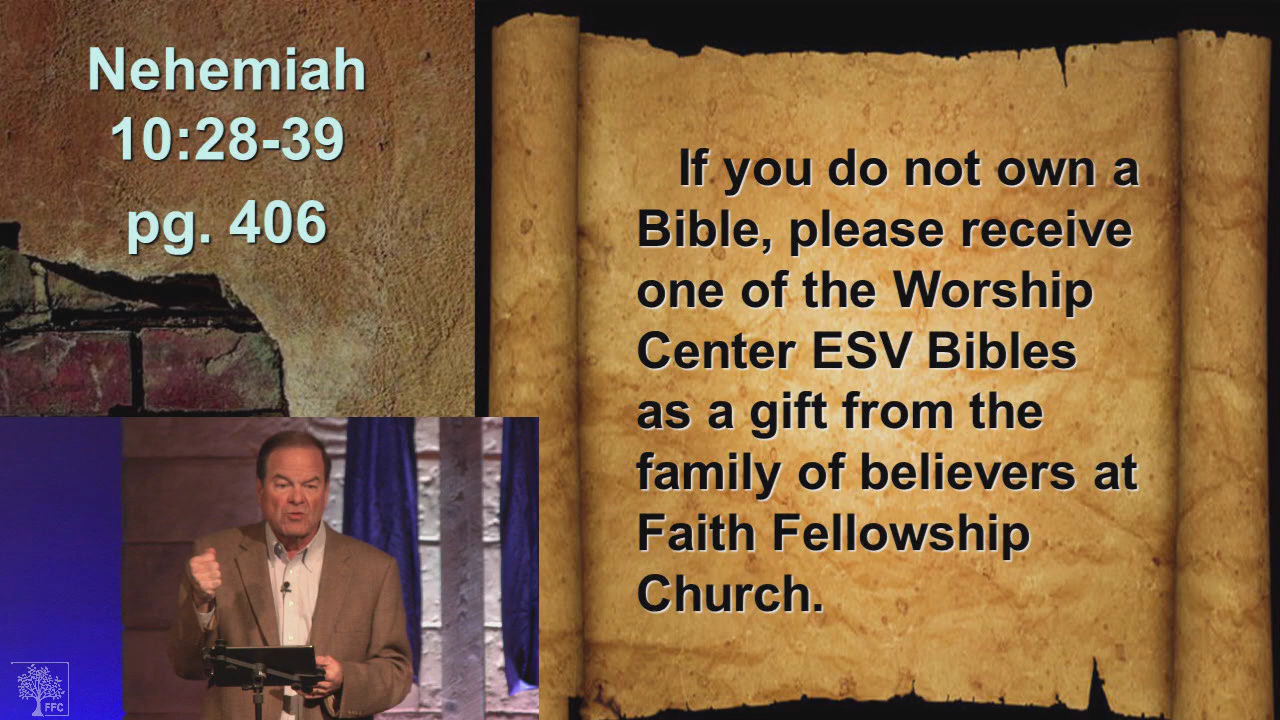 Nehemiah
10:28-39
pg. 406
If you do not own a
Bible, please receive
one of the Worship
Center ESV Bibles
as a gift from the
family of believers at
Faith Fellowship
Church.
FFC